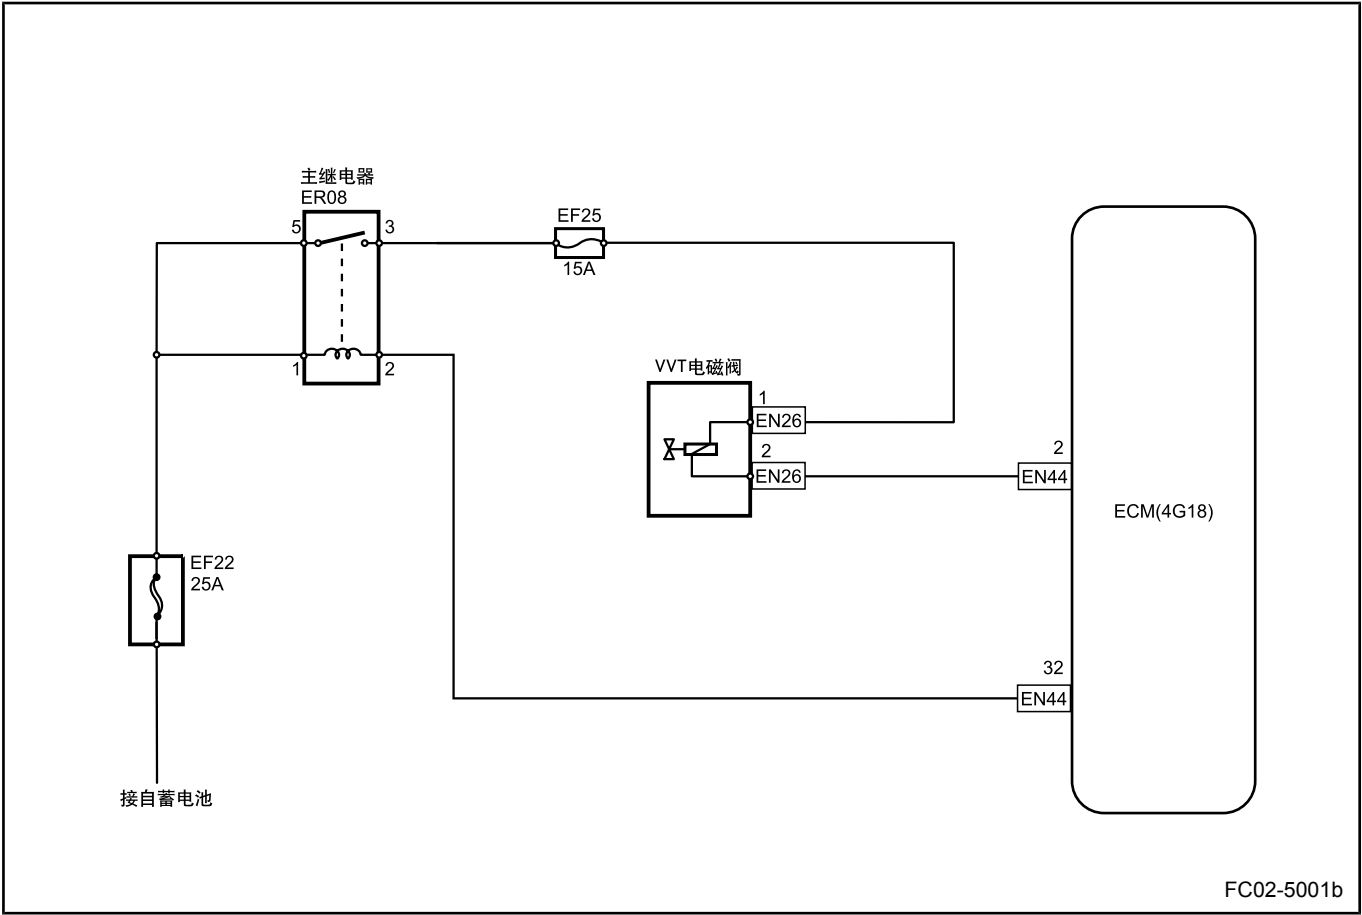 主继电器
ER08
5
3
EF25
15A
1
2
VVT电磁阀
1
EN26
2
EN26
2
EN44
ECM(4G18)
EF22
25A
32
EN44
接自蓄电池
FC02-5001b